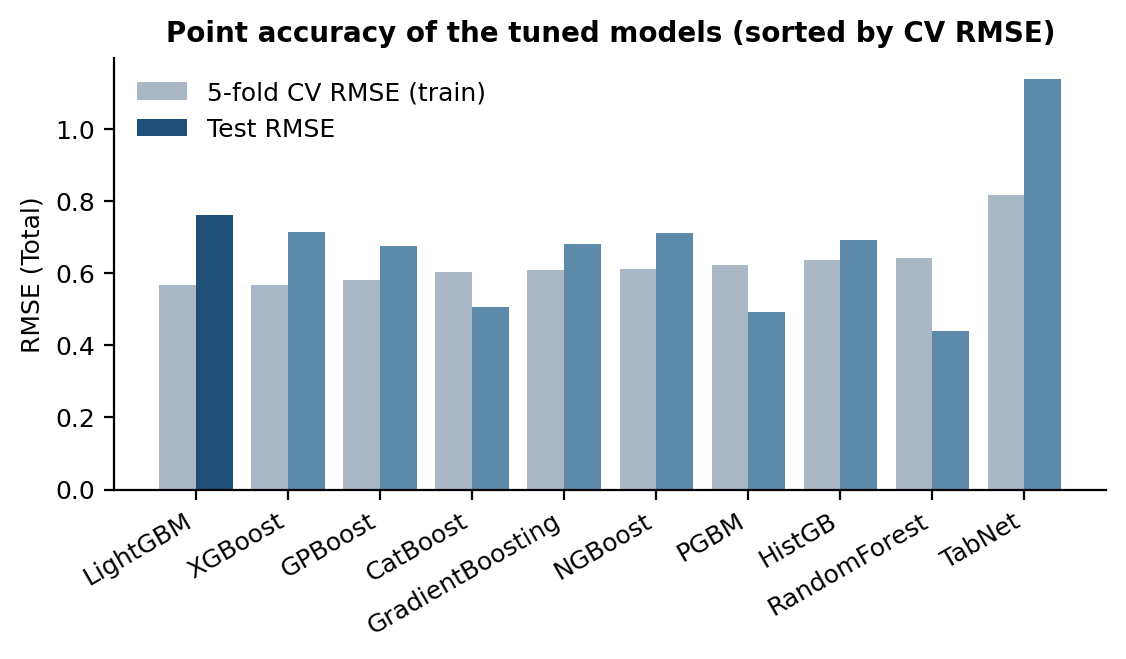 Point accuracy of the tuned models (sorted by CV RMSE)
5-fold CV RMSE (train)
Test RMSE
RMSE (Total)
1.0
0.8
0.6
0.4
0.2
0.0
LightGBM
XGBoost
GPBoost
CatBoost
GradientBoosting
NGBoost
PGBM
HistGB
RandomForest
TabNet